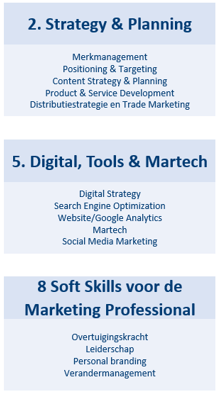 2. Strategy & Planning
Merkmanagement
Positioning & Targeting
Content Strategy & Planning
Product & Service Development
Distributiestrategie en Trade Marketing
5. Digital, Tools & Martech
Digital Strategy
Search Engine Optimization
Website/Google Analytics
Martech
Social Media Marketing
8 Soft Skills voor de
Marketing Professional
Overtuigingskracht
Leiderschap
Personal branding
Verandermanagement